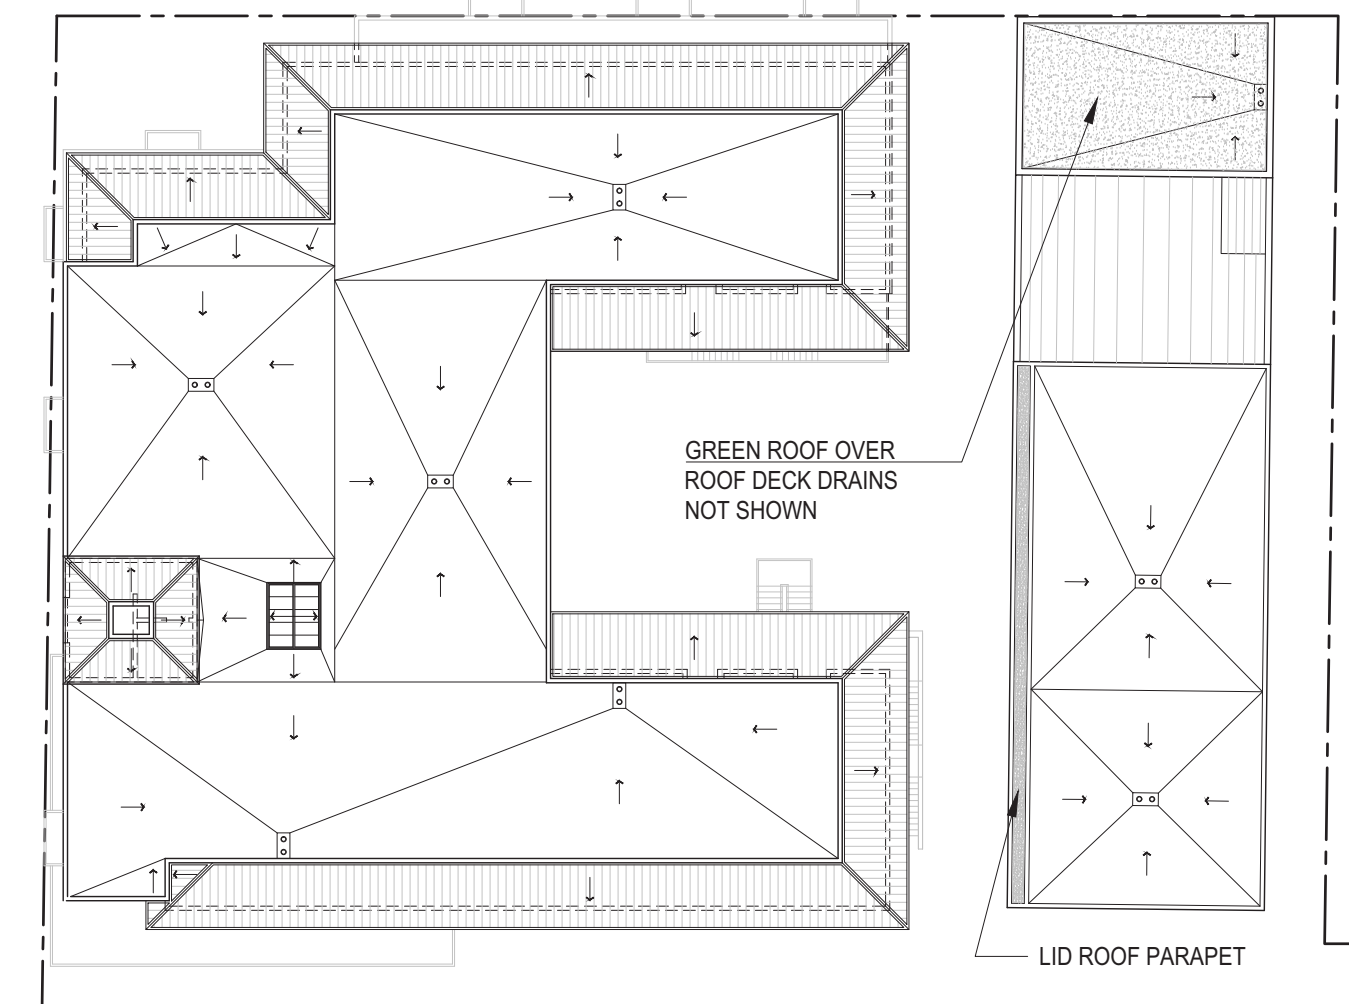 GREEN ROOF OVER
ROOF DECK DRAINS
NOT SHOWN
LID ROOF PARAPET